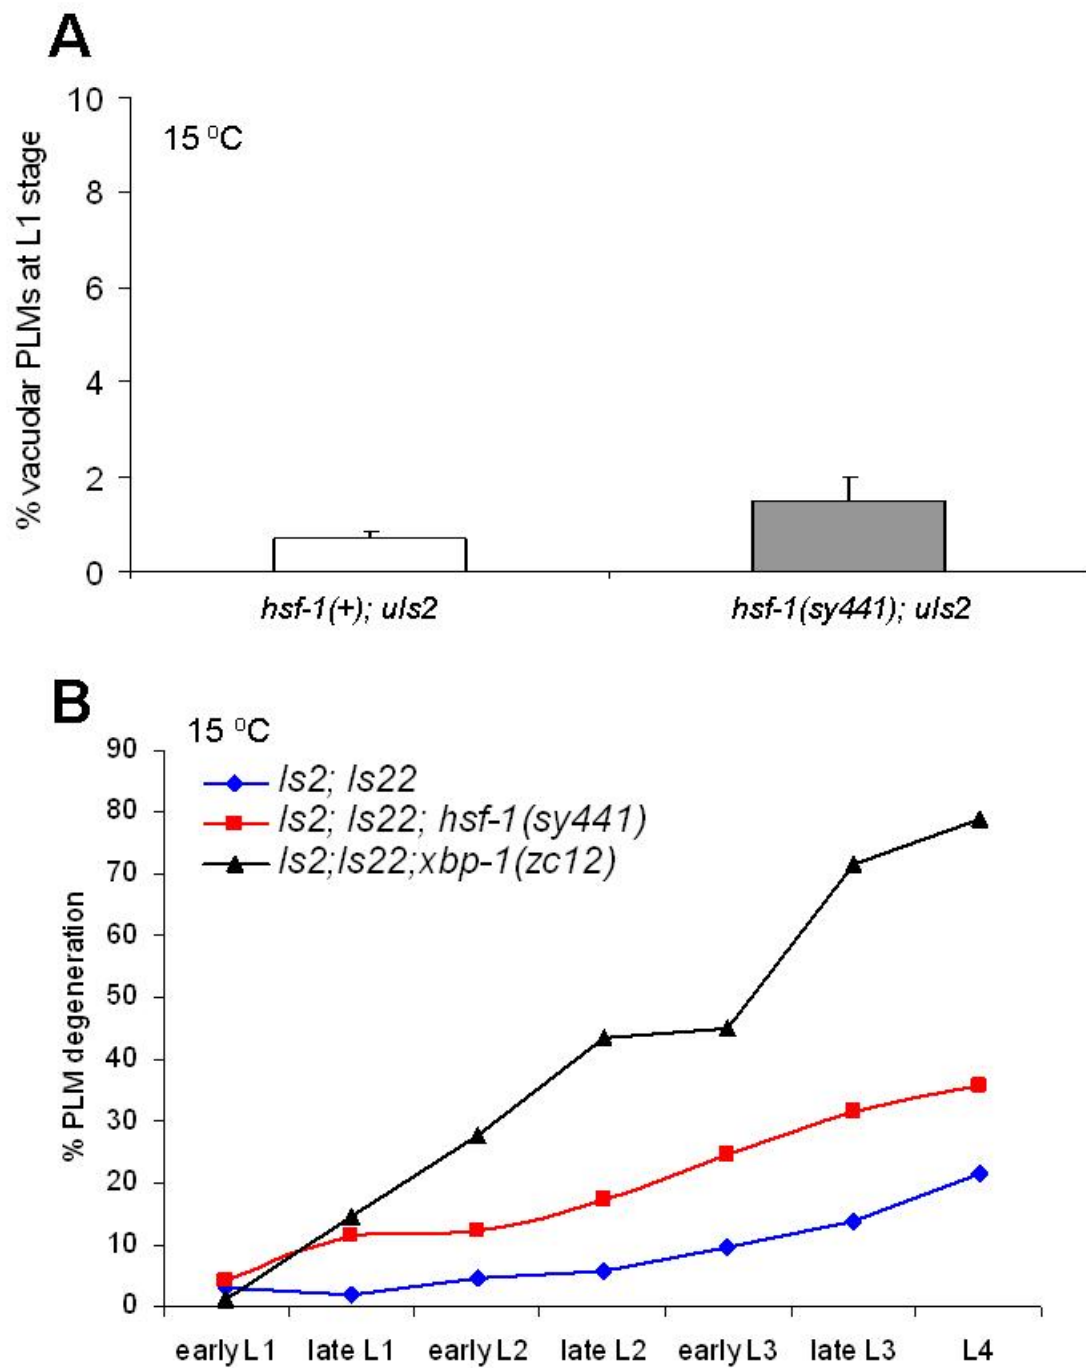 A
15 ºC
% vacuolar PLMs at L1 stage
10
8
6
4
2
0
hsf-1(+); uIs2
hsf-1(sy441); uIs2
B
15 ºC
Is2; Is22
Is2; Is22; hsf-1(sy441)
Is2;Is22;xbp-1(zc12)
% PLM degeneration
90
80
70
60
50
40
30
20
10
0
early L1 late L1 early L2 late L2 early L3 late L3 L4